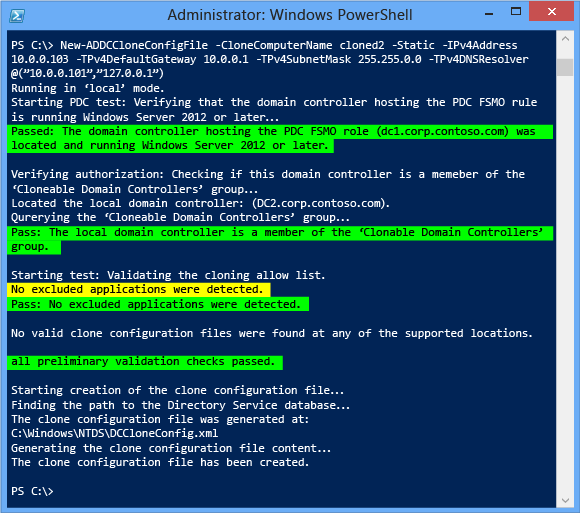 Administrator: Windows PowerShell
PS C:\> New-ADDCCloneConfigFile -CloneComputerName cloned2 -Static -IPv4Address
10.0.0.103 -TPv4DefaultGateway 10.0.0.1 -TPv4SubnetMask 255.255.0.0 -TPv4DNSResolver
@(”10.0.0.101”,”127.0.0.1”)
Running in ‘local’ mode.
Starting PDC test: Verifying that the domain controller hosting the PDC FSMO rule
is running Windows Server 2012 or later...
Passed: The domain controller hosting the PDC FSMO role (dc1.corp.contoso.com) was
located and running Windows Server 2012 or later.
Verifying authorization: Checking if this domain controller is a memeber of the
‘Cloneable Domain Controllers’ group...
Located the local domain controller: (DC2.corp.contoso.com).
Qurerying the ‘Cloneable Domain Controllers’ group...
Pass: The local domain controller is a member of the ‘Clonable Domain Controllers’
group.
Starting test: Validating the cloning allow list.
No excluded applications were detected.
Pass: No excluded applications were detected.
No valid clone configuration files were found at any of the supported locations.
all preliminary validation checks passed.
Starting creation of the clone configuration file...
Finding the path to the Directory Service database...
The clone configuration file was generated at:
C:\Windows\NTDS\DCCloneConfig.xml
Generating the clone configuration file content...
The clone configuration file has been created.
PS C:\>